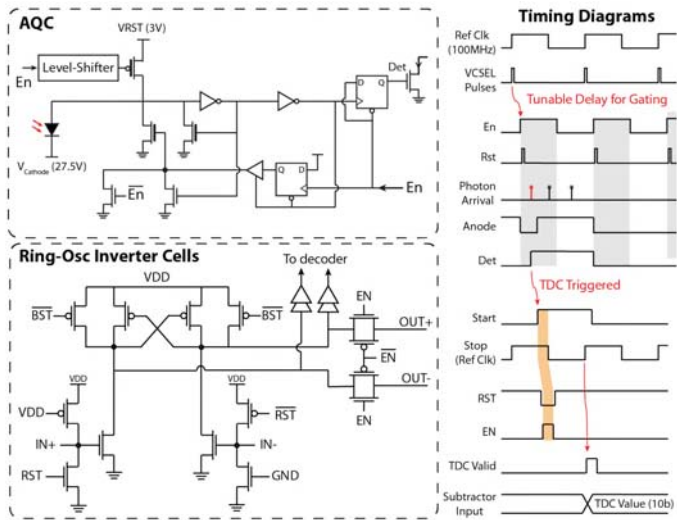 AQC
VRST (3V)
Level-Shifter
En
Det
D Q
V Cathode (27.5V)
En
Q D
En
Ring-Osc Inverter Cells
VDD
To decoder
BST
BST
EN
OUT+
EN
OUT-
EN
VDD
VDD
VDD
RST
IN+
IN-
RST
GND
Timing Diagrams
Ref Clk
(100MHz)
VCSEL
Pulses
Tunable Delay for Gating
En
Rst
Photon
Arrival
Anode
Det
TDC Triggered
Start
Stop
(Ref Clk)
RST
EN
TDC Valid
Subtractor
Input
TDC Value (10b)